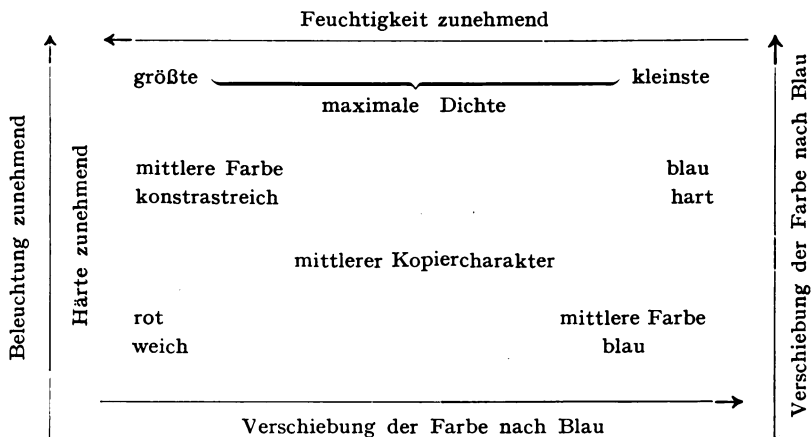 Feuchtigkeit zunehmend
größte kleinste
maximale Dichte
mittlere Farbe blau
konstrastreich hart
mittlerer Kopiercharakter
rot mittlere Farbe
weich blau
Verschiebung der Farbe nach Blau
Beleuchtung zunehmend
Härte zunehmend
Verschiebung der Farbe nach Blau